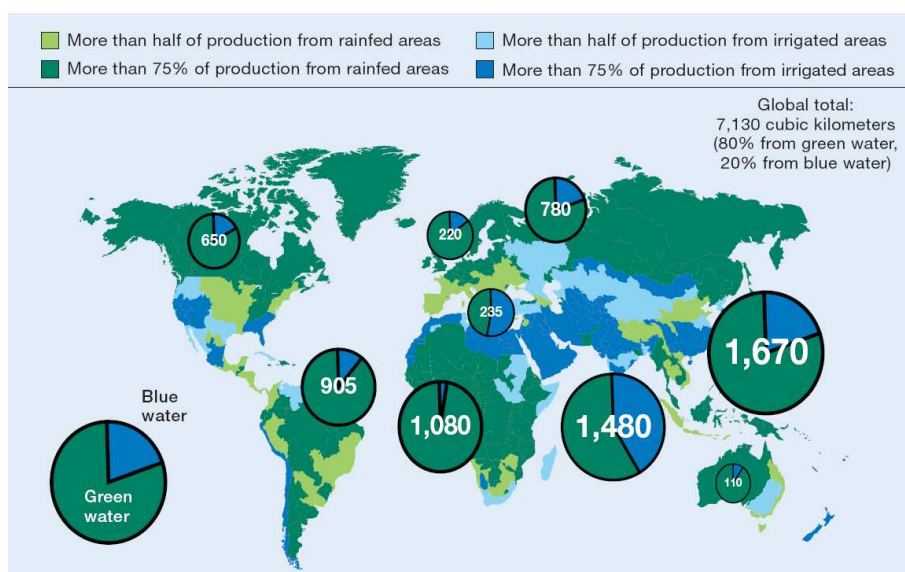 More than half of production from rainfed areas
More than 75% of production from rainfed areas
More than half of production from irrigated areas
More than 75% of production from irrigated areas
Global total:
7,130 cubic kilometers
(80% from green water,
20% from blue water)
780
650
220
235
1,670
905
1,080
1,480
110
Blue
water
Green
water